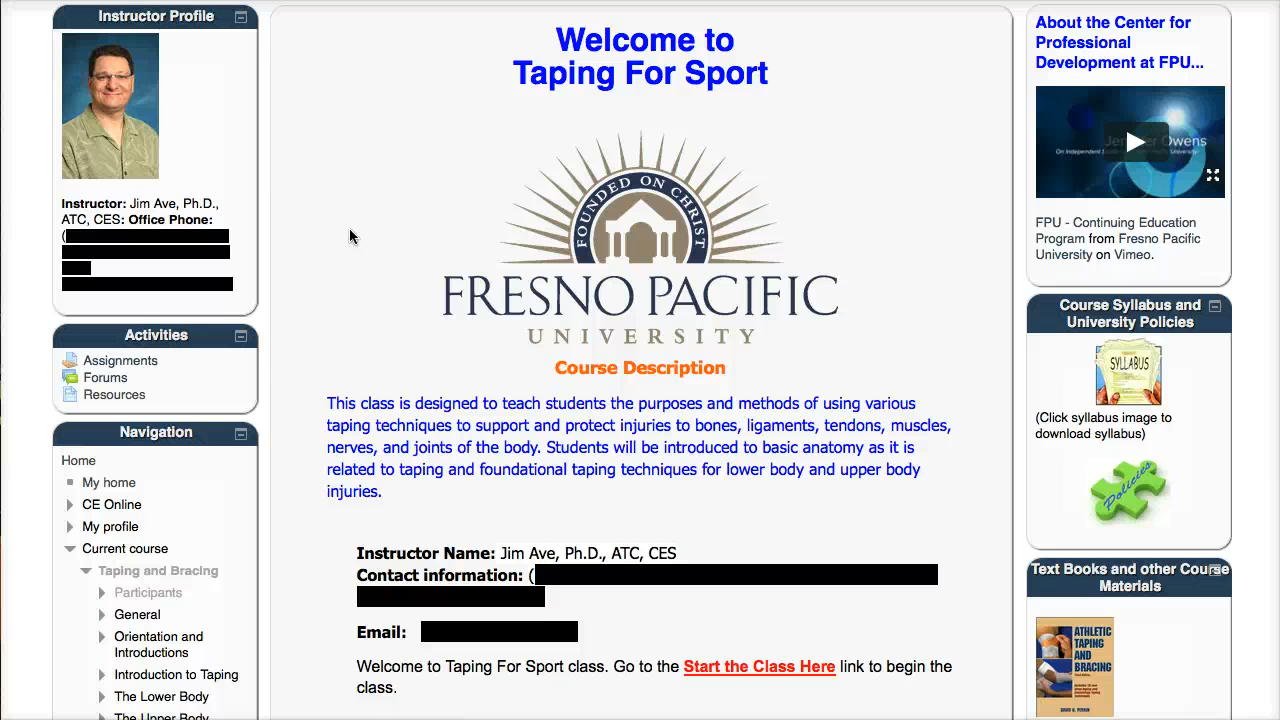 Instructor Profile
Instructor: Jim Ave, Ph.D.,
ATC, CES: Office Phone:
(
Activities
Assignments
Forums
Resources
Navigation
Home
My home
CE Online
My profile
Current course
Taping and Bracing
Participants
General
Orientation and
Introductions
Introduction to Taping
The Lower Body
The Upper Body
Welcome to
Taping For Sport
FOUNDED ON CHRIST
FRESNO PACIFIC
UNIVERSITY
Course Description
This class is designed to teach students the purposes and methods of using various
taping techniques to support and protect injuries to bones, ligaments, tendons, muscles,
nerves, and joints of the body. Students will be introduced to basic anatomy as it is
related to taping and foundational taping techniques for lower body and upper body
injuries.
Instructor Name: Jim Ave, Ph.D., ATC, CES
Contact information: (
Email:
Welcome to Taping For Sport class. Go to the Start the Class Here link to begin the
class.
About the Center for
Professional
Development at FPU...
Owens
On Independent
University
FPU - Continuing Education
Program from Fresno Pacific
University on Vimeo.
Course Syllabus and
University Policies
SYLLABUS
(Click syllabus image to
download syllabus)
Policies
Text Books and other Course
Materials
ATHLETIC
TAPING
AND
BRACING